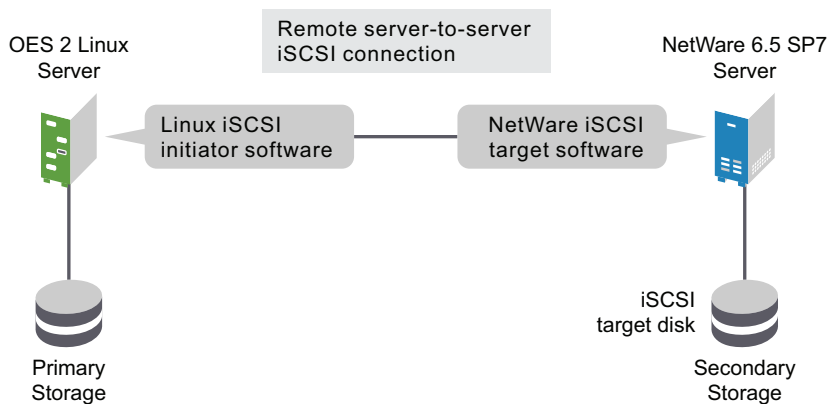 Remote server-to-server
iSCSI connection
OES 2 Linux
Server
NetWare 6.5 SP7
Server
Linux iSCSI
initiator software
NetWare iSCSI
target software
Primary
Storage
iSCSI
target disk
Secondary
Storage